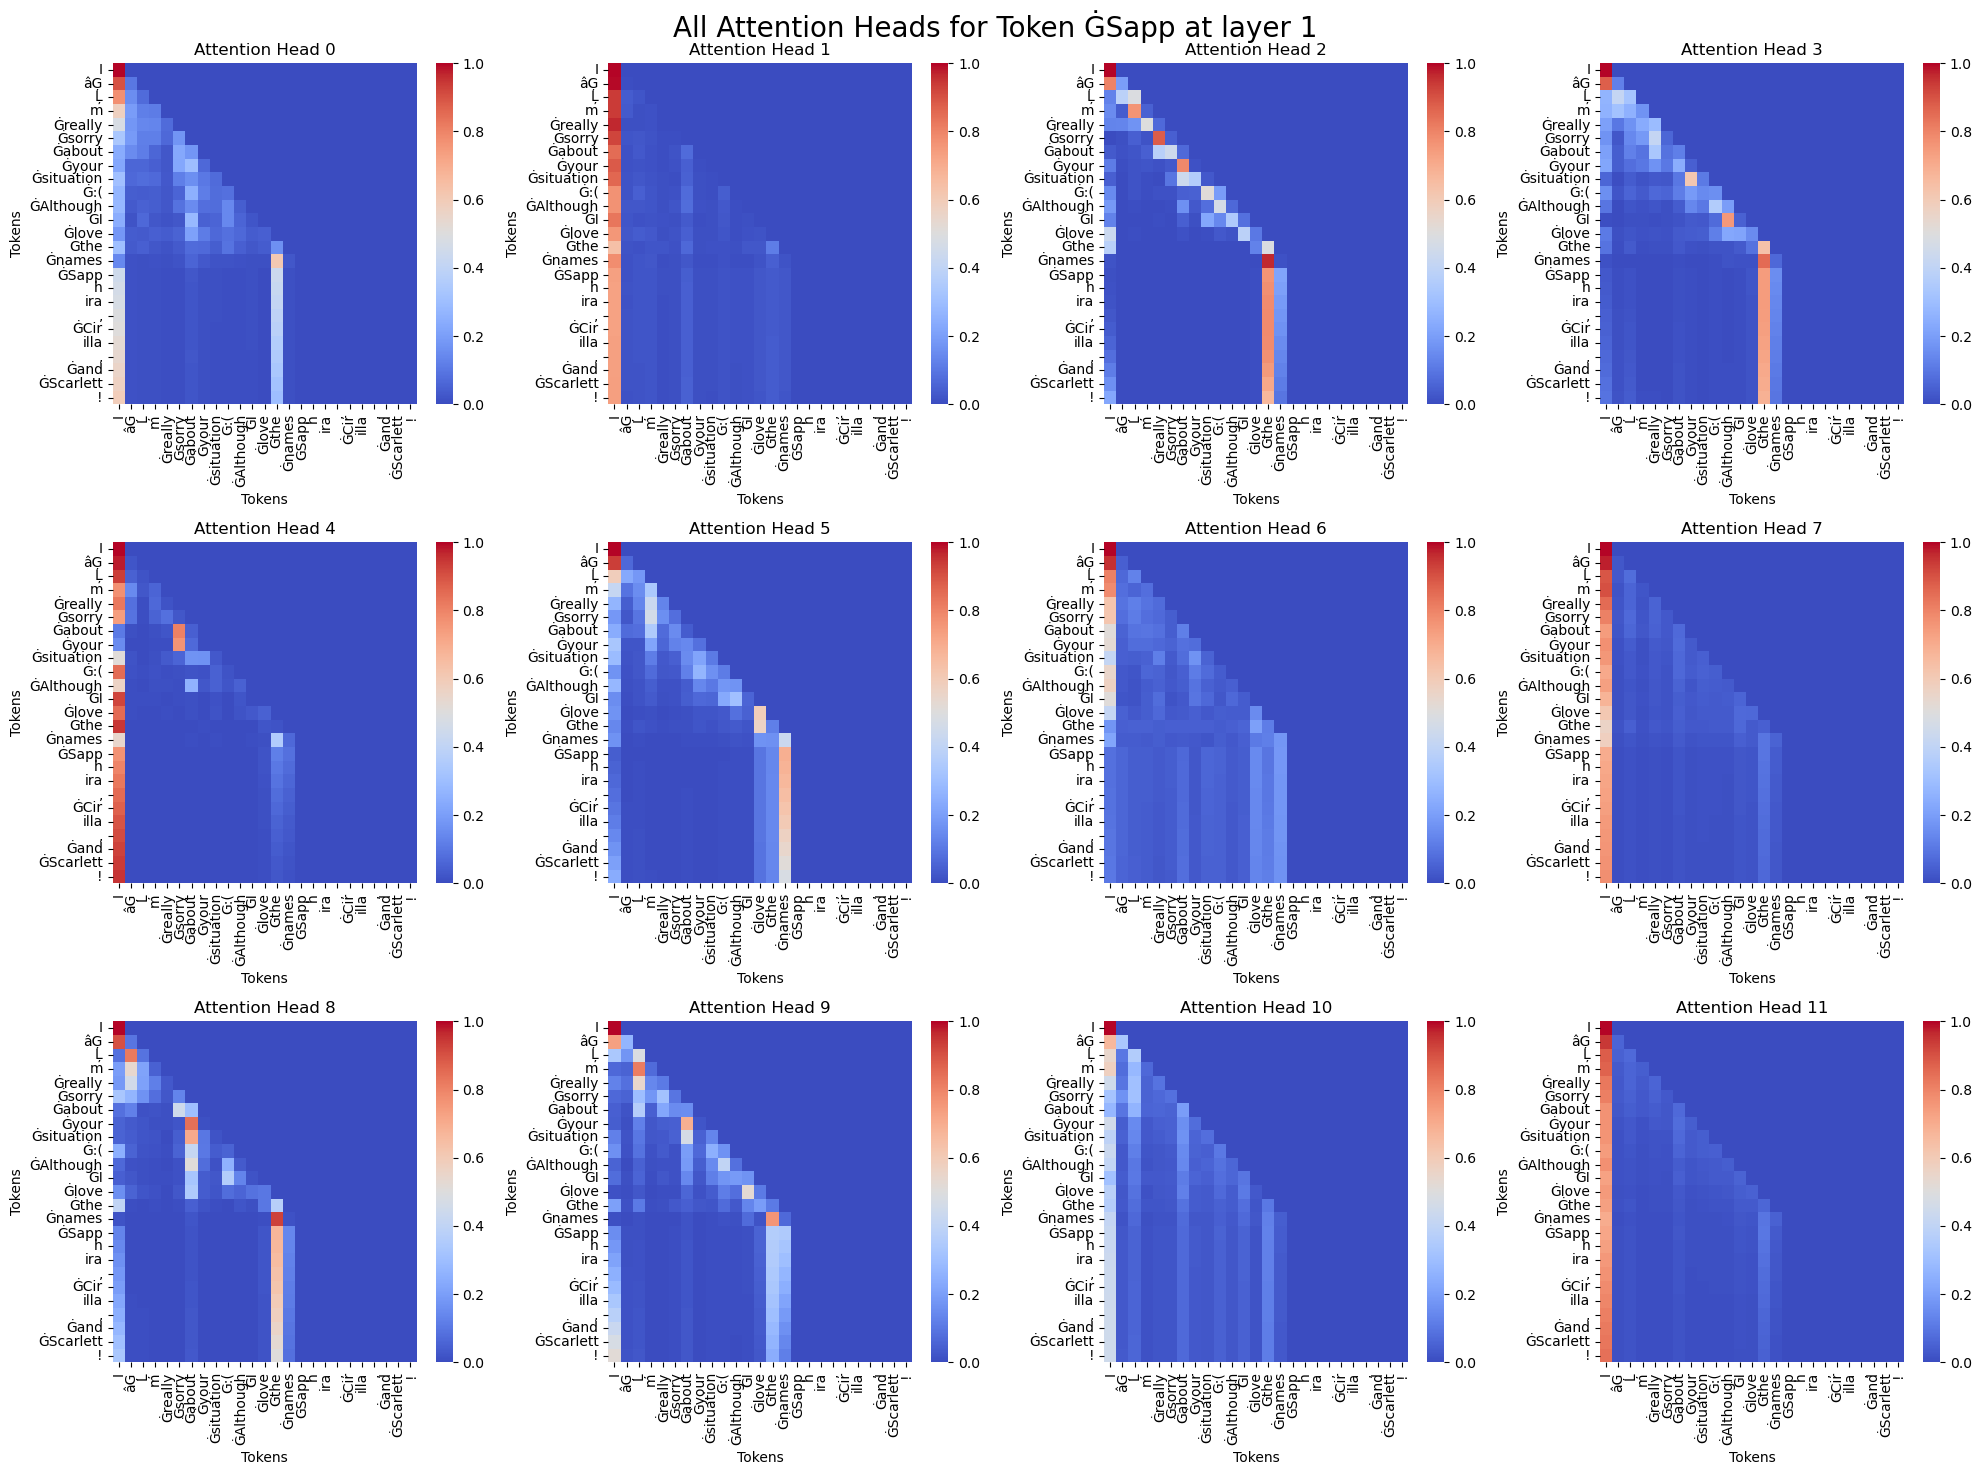 All Attention Heads for Token ĠSapp at layer 1
Attention Head 0
Attention Head 1
Attention Head 2
Attention Head 3
I
âĢ
Ļ
m
Ġreally
Ġsorry
Ġabout
Ġyour
Ġsituation
Ġ:(
ĠAlthough
ĠI
Ġlove
Ġthe
Ġnames
ĠSapp
h
ira
,
ĠCir
illa
,
Ġand
ĠScarlett
!
Tokens
1.0
0.8
0.6
0.4
0.2
0.0
Attention Head 4
Attention Head 5
Attention Head 6
Attention Head 7
Tokens
Attention Head 8
Attention Head 9
Attention Head 10
Attention Head 11
Tokens